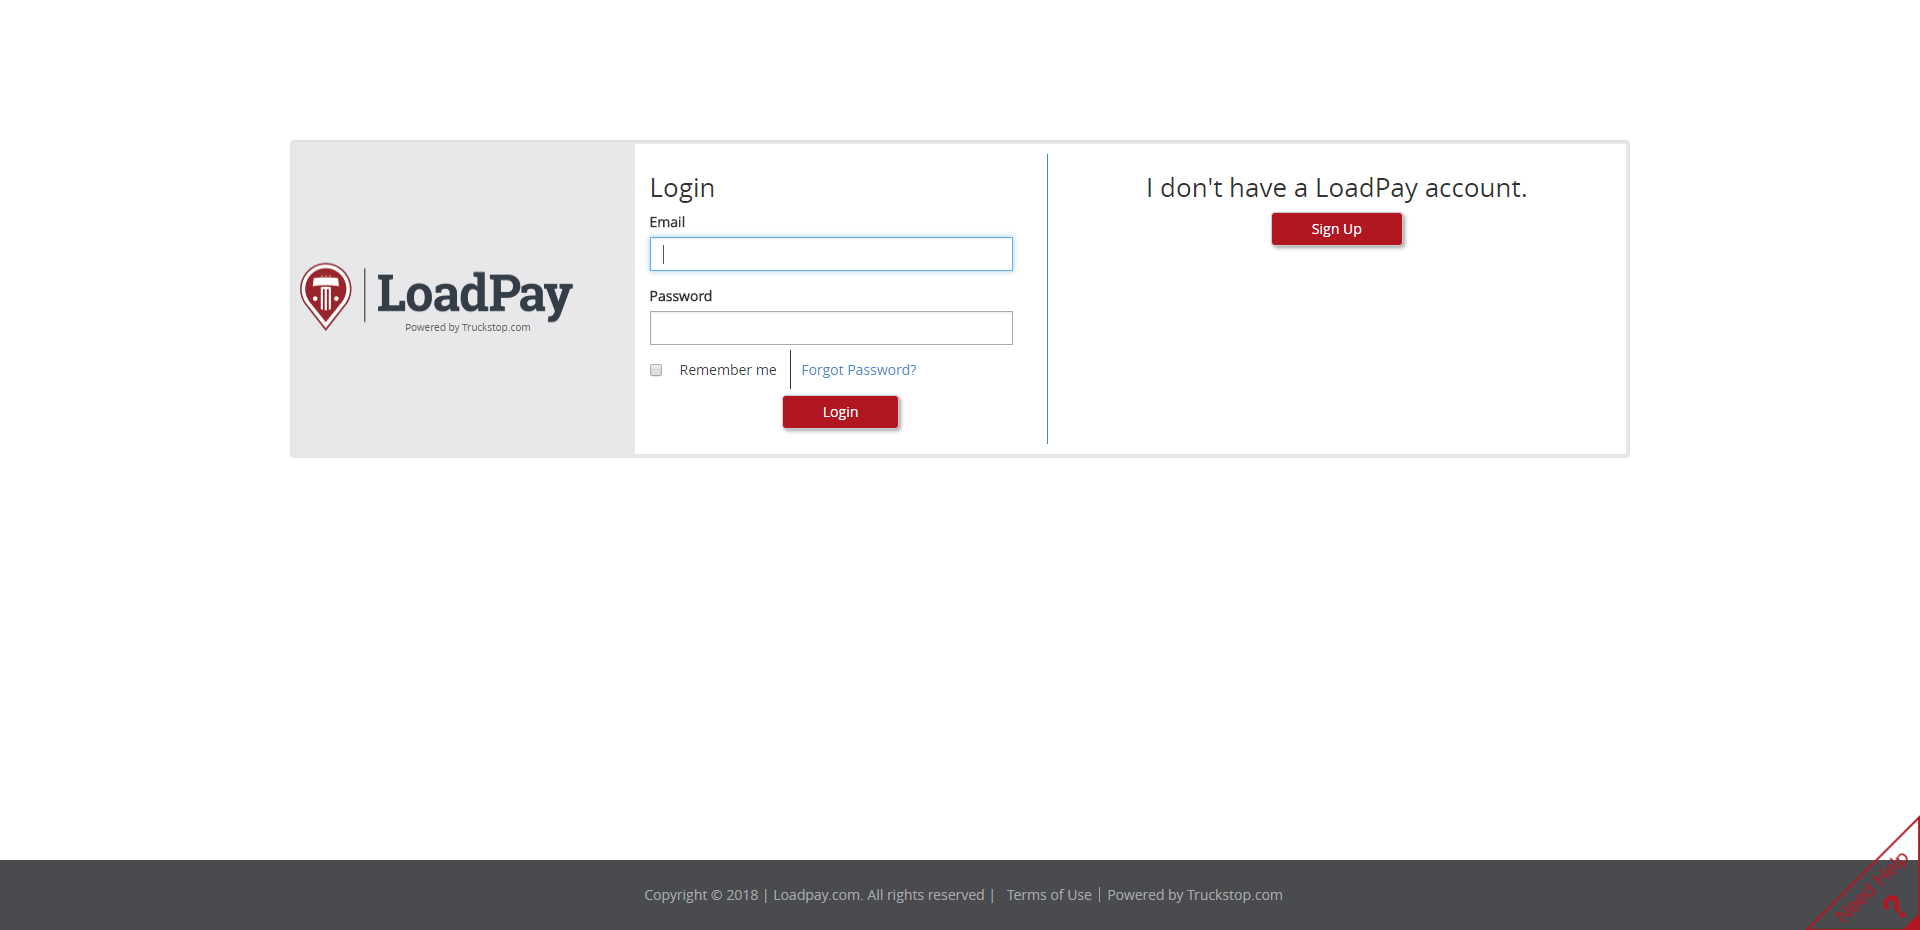 Login
Email
Password
Remember me
Forgot Password?
Login
I don't have a LoadPay account.
Sign Up
LoadPay
Powered by Truckstop.com
Copyright © 2018 | Loadpay.com. All rights reserved | Terms of Use | Powered by Truckstop.com
Need Help
?